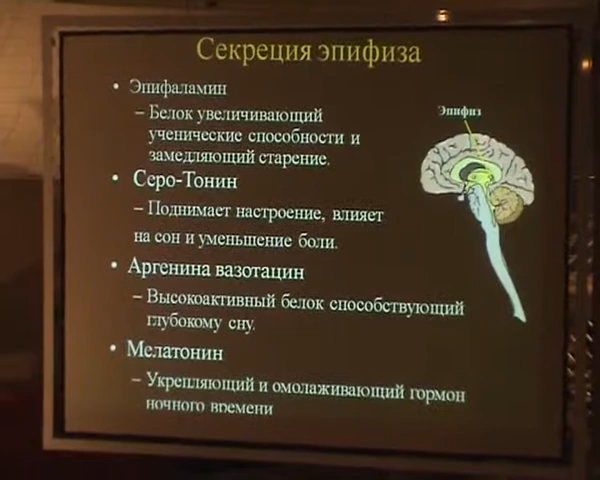 Секреция эпифиза
• Эпифаламин
– Белок увеличивающий
ученические способности и
замедляющий старение.
• Серо-Тонин
– Поднимает настроение, влияет
на сон и уменьшение боли.
• Аргенина вазотацин
– Высокоактивный белок способствующий
глубокому сну.
• Мелатонин
– Укрепляющий и омолаживающий гормон
ночного времени
Эпифиз